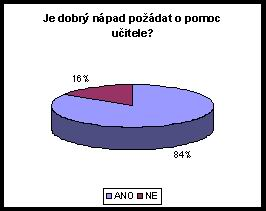 Je dobrý nápad požádat o pomoc
učitele?
16%
84%
ANO NE